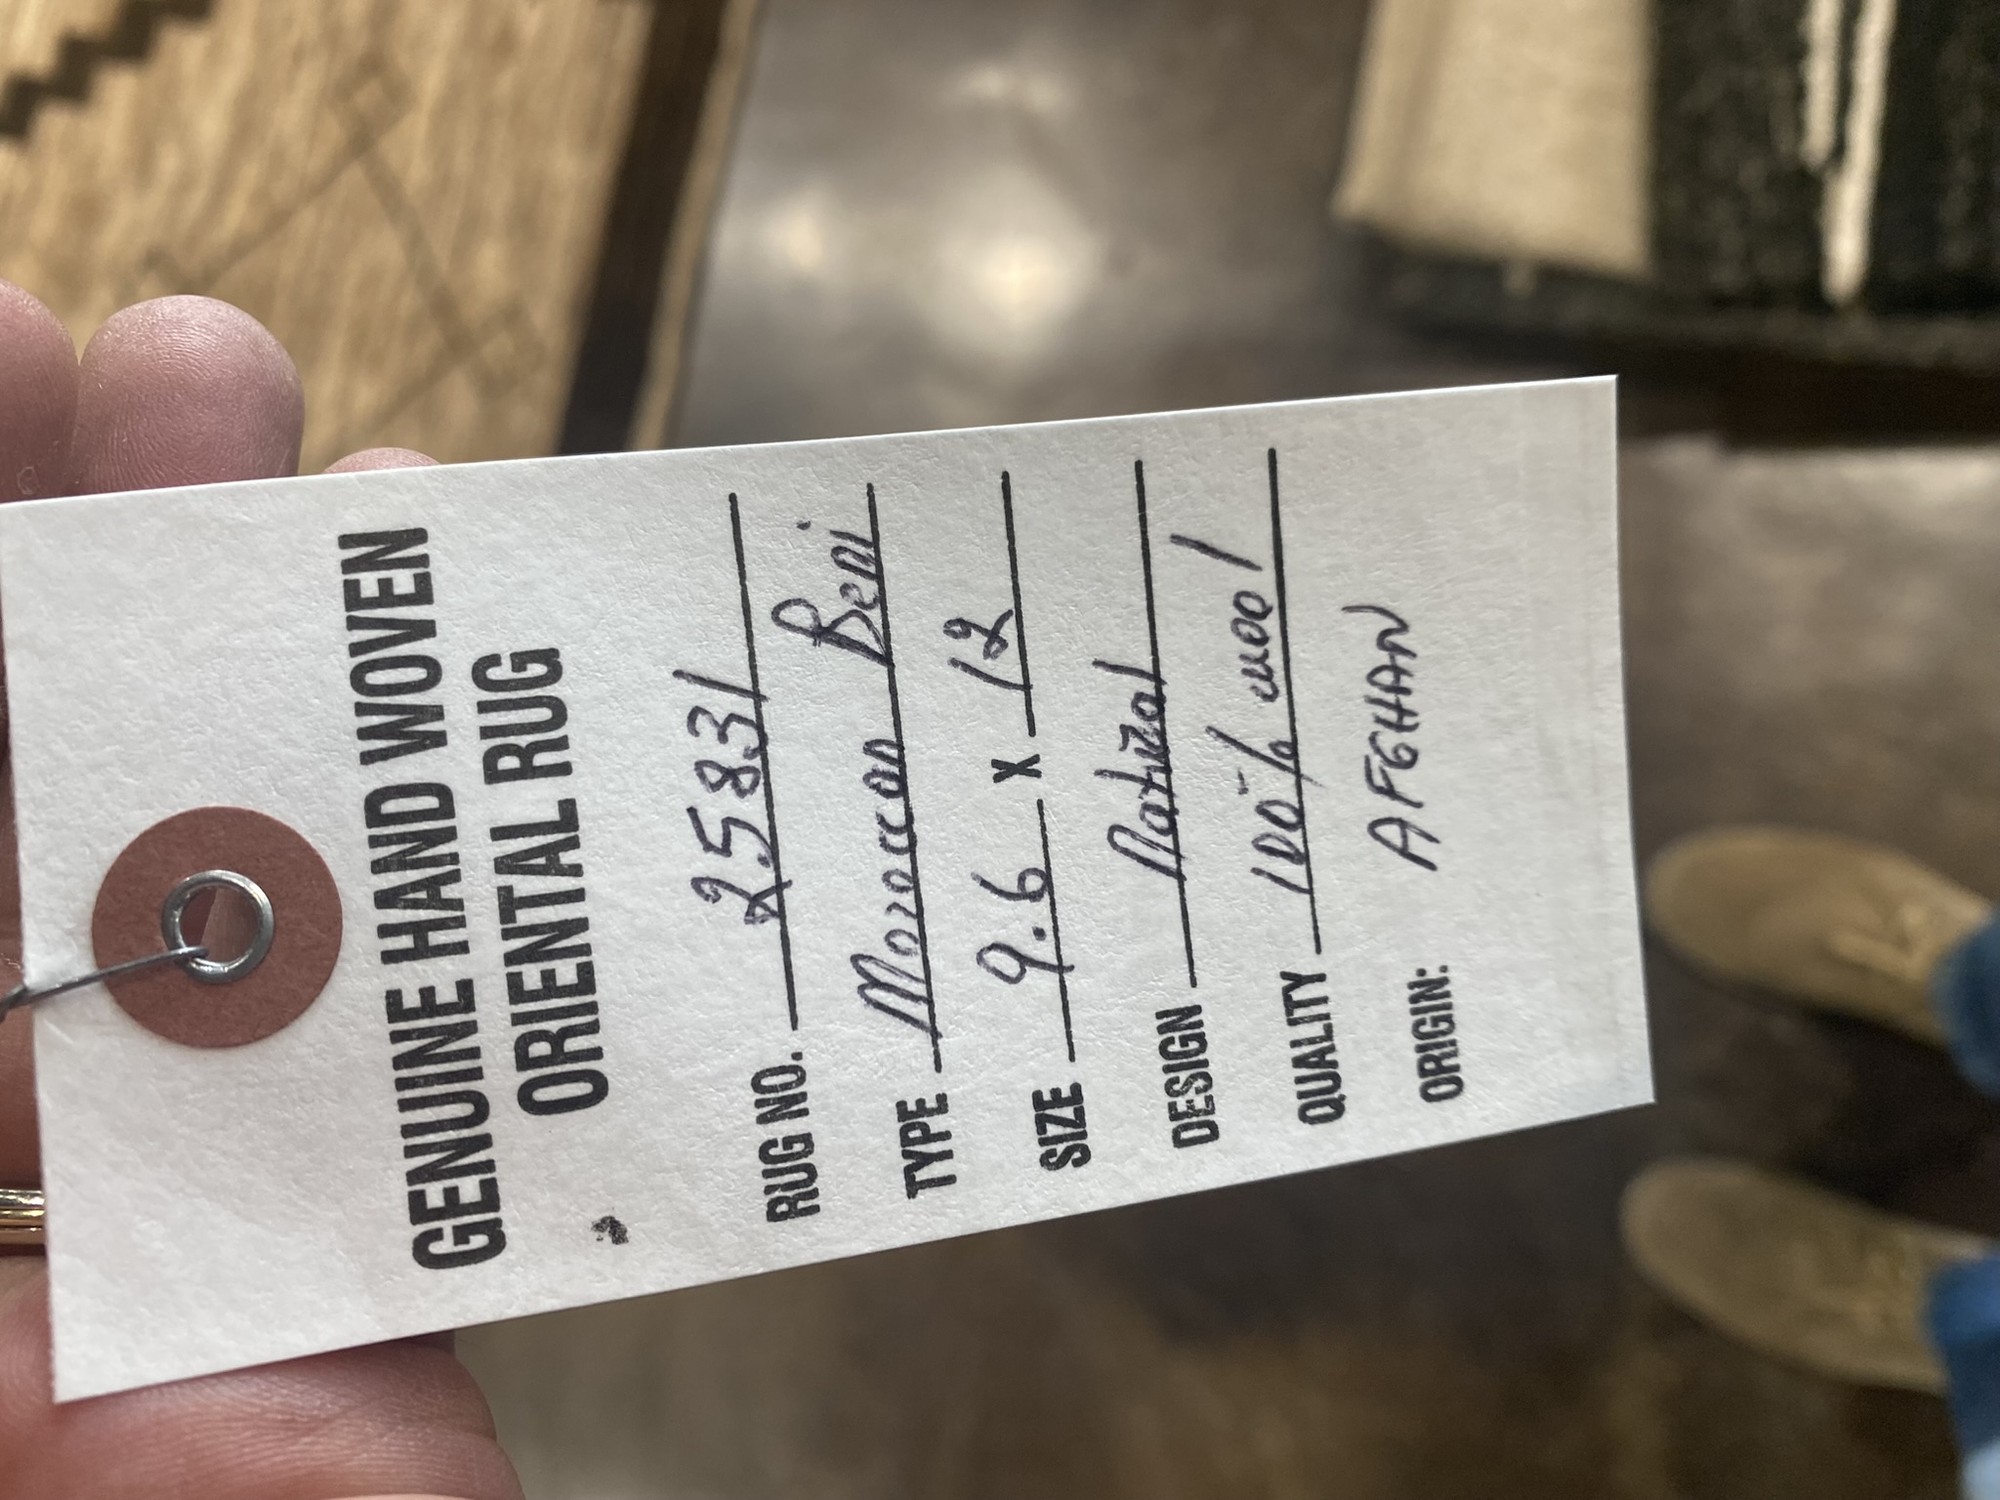 GENUINE HAND WOVEN
ORIENTAL RUG
RUG NO. 25831
TYPE Moroccan Beni
SIZE 9.6 X 12
DESIGN Natural
QUALITY 100% wool
ORIGIN: AFGHAN